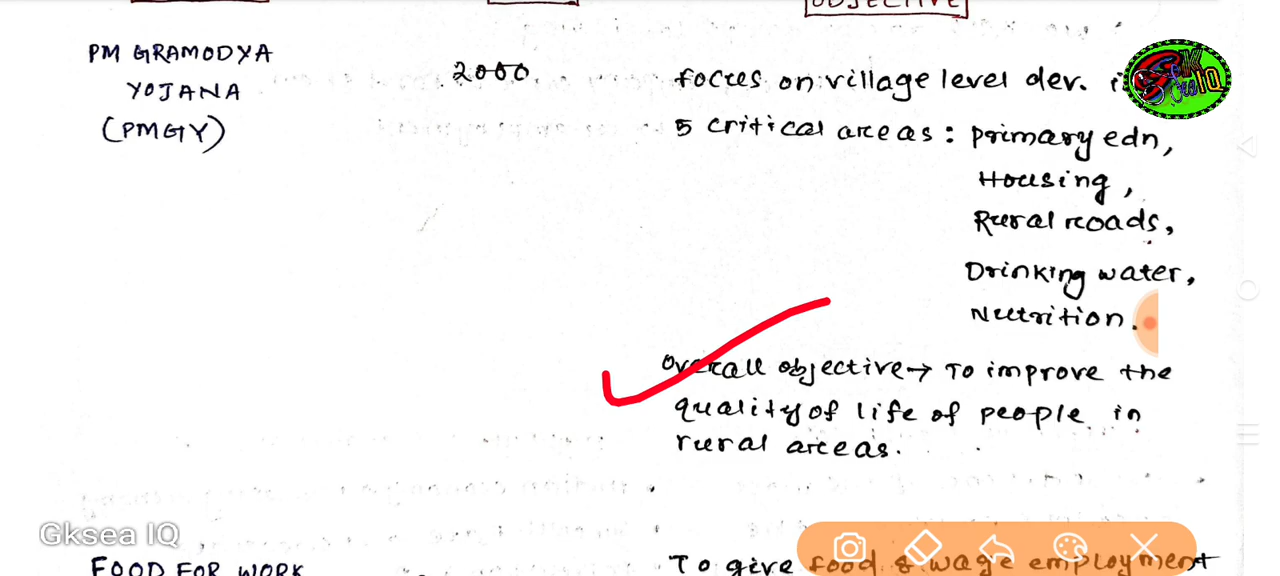 OBJECTIVE
PM GRAMODYA
YOJANA
(PMGY)
2000.
focus on village level dev.
5 critical areas : primary edn,
Housing,
Rural roads,
Drinking water,
Nutrition.
Overall objective → To improve the
quality of life of people in
rural areas.
Gksea IQ
FOOD FOR WORK
To give food & wage employment